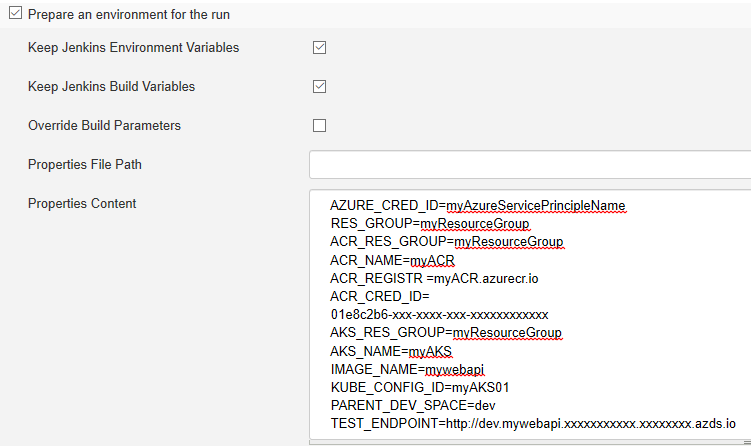 Prepare an environment for the run
Keep Jenkins Environment Variables
Keep Jenkins Build Variables
Override Build Parameters
Properties File Path
Properties Content
AZURE_CRED_ID=myAzureServicePrincipleName
RES_GROUP=myResourceGroup
ACR_RES_GROUP=myResourceGroup
ACR_NAME=myACR
ACR_REGISTR =myACR.azurecr.io
ACR_CRED_ID=
01e8c2b6-xxx-xxxx-xxx-xxxxxxxxxxxx
AKS_RES_GROUP=myResourceGroup
AKS_NAME=myAKS
IMAGE_NAME=mywebapi
KUBE_CONFIG_ID=myAKS01
PARENT_DEV_SPACE=dev
TEST_ENDPOINT=http://dev.mywebapi.xxxxxxxxxxx.xxxxxxxx.azds.io